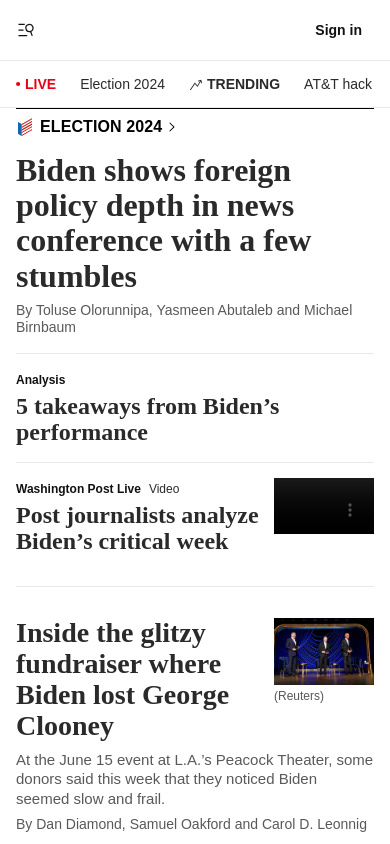 Sign in
LIVE Election 2024 TRENDING AT&T hack
ELECTION 2024
Biden shows foreign
policy depth in news
conference with a few
stumbles
By Toluse Olorunnipa, Yasmeen Abutaleb and Michael
Birnbaum
Analysis
5 takeaways from Biden’s
performance
Washington Post Live Video
Post journalists analyze
Biden’s critical week
Inside the glitzy
fundraiser where
Biden lost George
Clooney
(Reuters)
At the June 15 event at L.A.’s Peacock Theater, some
donors said this week that they noticed Biden
seemed slow and frail.
By Dan Diamond, Samuel Oakford and Carol D. Leonnig